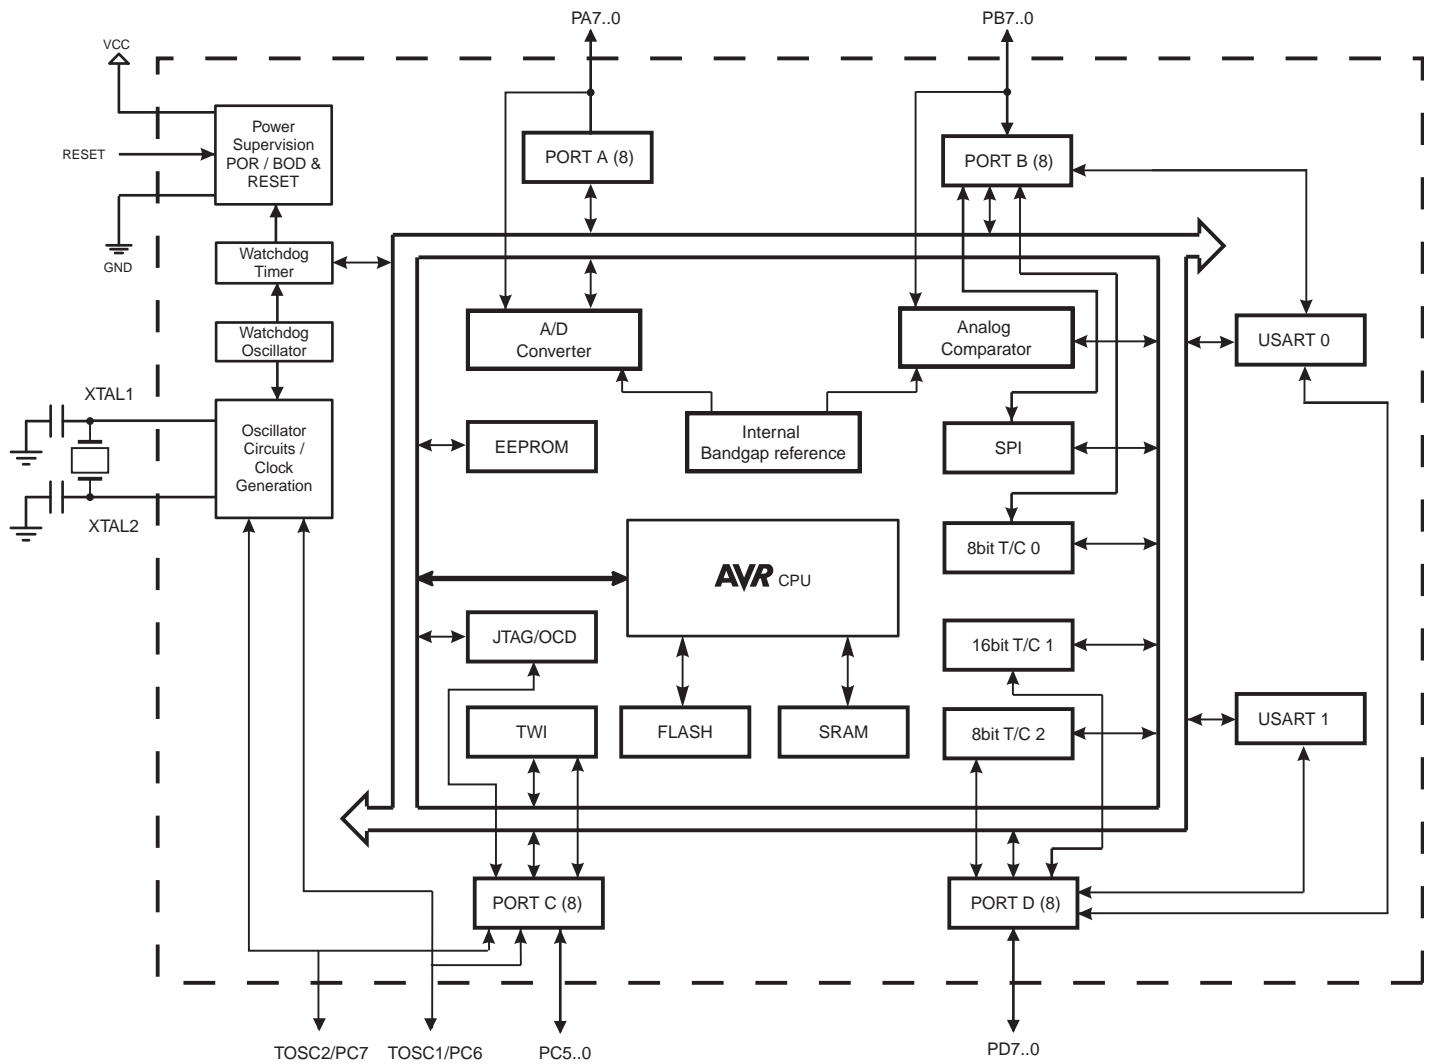 PA7..0
PB7..0
VCC
RESET
GND
Power
Supervision
POR / BOD &
RESET
PORT A (8)
PORT B (8)
Watchdog
Timer
Watchdog
Oscillator
A/D
Converter
Analog
Comparator
USART 0
XTAL1
XTAL2
Oscillator
Circuits /
Clock
Generation
EEPROM
Internal
Bandgap reference
SPI
8bit T/C 0
AVR CPU
JTAG/OCD
16bit T/C 1
TWI
FLASH
SRAM
8bit T/C 2
USART 1
PORT C (8)
PORT D (8)
TOSC2/PC7
TOSC1/PC6
PC5..0
PD7..0